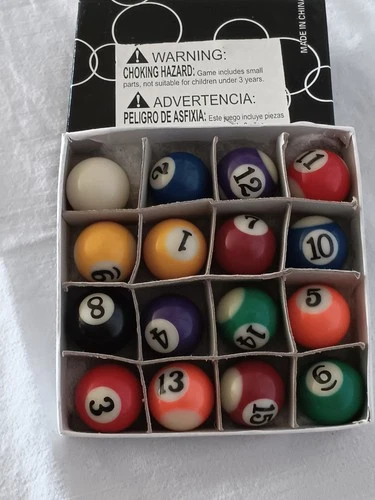 MADE IN CHINA
WARNING:
CHOKING HAZARD: Game includes small
parts, not suitable for children under 3 years.
ADVERTENCIA:
PELIGRO DE ASFIXIA: Este juego incluye piezas
2 12 11
9 1 7 10
8 4 14 5
3 13 15 6